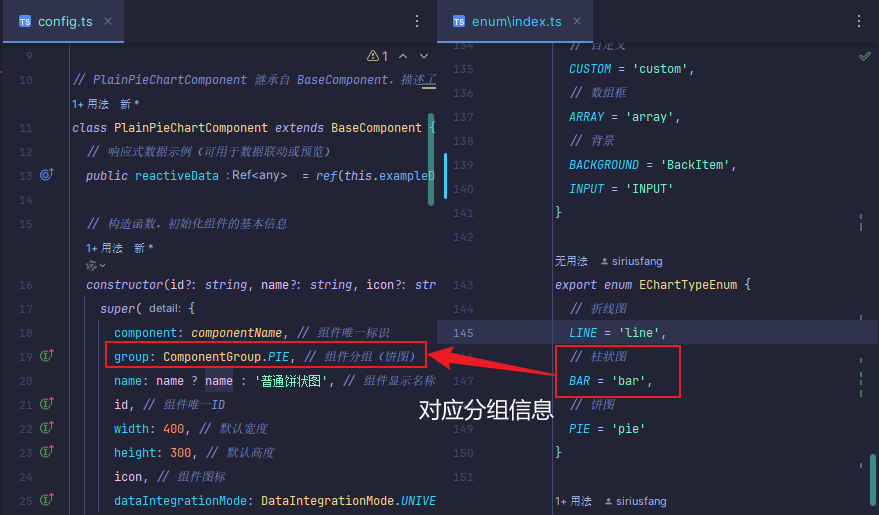 config.ts
9
1
10 // PlainPieChartComponent 继承自 BaseComponent，描述工
1+ 用法 新 *
11 class PlainPieChartComponent extends BaseComponent {
12 // 响应式数据示例（可用于数据联动或预览）
13 public reactiveData : Ref<any> = ref(this.exampleD
14
15 // 构造函数，初始化组件的基本信息
1+ 用法 新 *
16 constructor(id?: string, name?: string, icon?: str
17 super( detail: {
18 component: componentName, // 组件唯一标识
19 group: ComponentGroup.PIE, // 组件分组（饼图）
20 name: name ? name : '普通饼状图', // 组件显示名称
21 id, // 组件唯一ID
22 width: 400, // 默认宽度
23 height: 300, // 默认高度
24 icon, // 组件图标
25 dataIntegrationMode: DataIntegrationMode.UNIVE
enum\index.ts
134 // 自定义
135 CUSTOM = 'custom',
136 // 数组框
137 ARRAY = 'array',
138 // 背景
139 BACKGROUND = 'BackItem',
140 INPUT = 'INPUT'
141 }
142
无用法 siriusfang
143 export enum EChartTypeEnum {
144 // 折线图
145 LINE = 'line',
// 柱状图
147 BAR = 'bar',
// 饼图
149 PIE = 'pie'
150 }
151
1+ 用法 siriusfang
对应分组信息